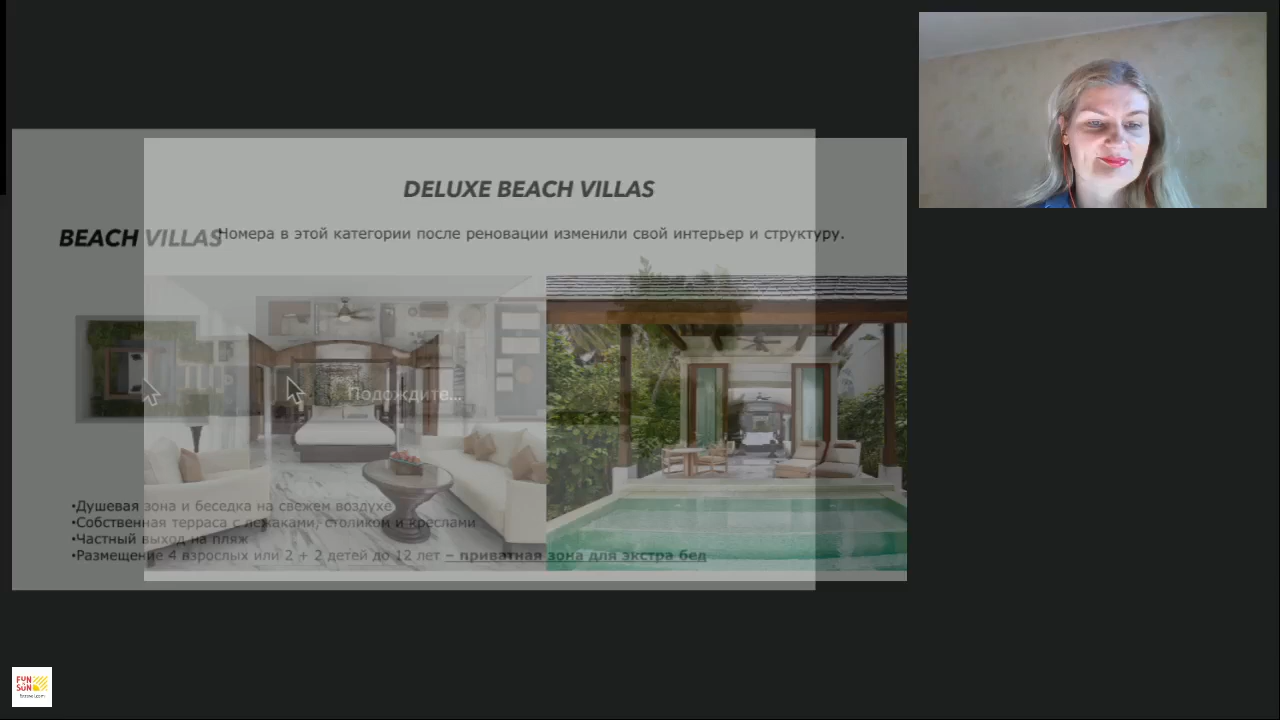 DELUXE BEACH VILLAS
Номера в этой категории после реновации изменили свой интерьер и структуру.
BEACH VILLAS
Подождите...
•Душевая зона и беседка на свежем воздухе
•Собственная терраса с лежаками, столиком и креслами
•Частный выход на пляж
•Размещение 4 взрослых или 2 + 2 детей до 12 лет – приватная зона для экстра бед
FUN
&SUN